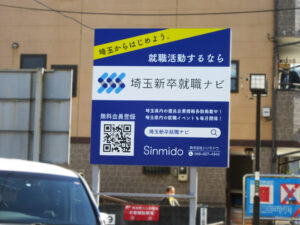 埼玉からはじめよう。
就職活動するなら
埼玉新卒就職ナビ
無料会員登録
埼玉県内の優良企業情報多数掲載中！
埼玉県内の就職イベントも毎月開催！
埼玉新卒就職ナビ
Sinmido